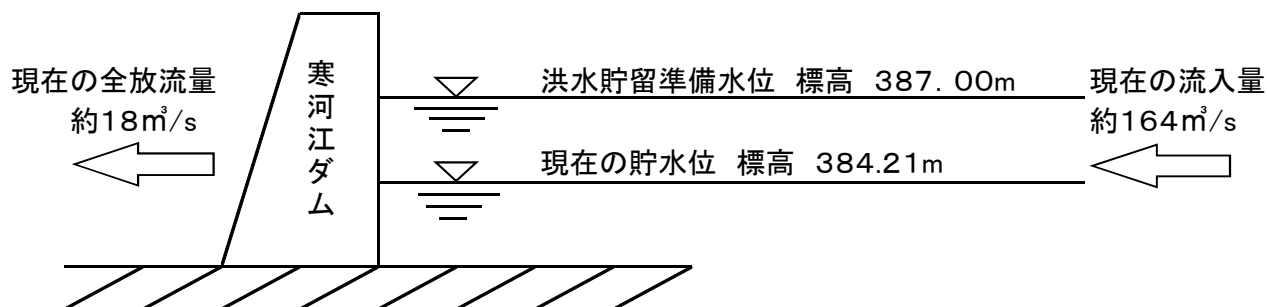 現在の全放流量
約18㎥/s
寒河江ダム
洪水貯留準備水位 標高 387.00m
現在の貯水位 標高 384.21m
現在の流入量
約164㎥/s